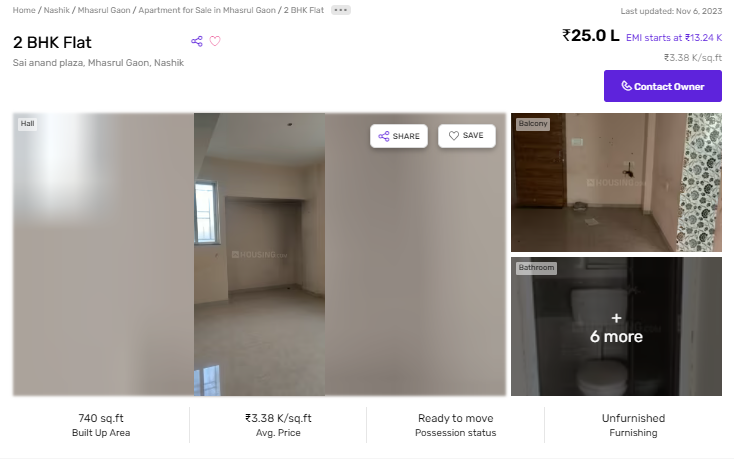 Home / Nashik / Mhasrul Gaon / Apartment for Sale in Mhasrul Gaon / 2 BHK Flat
Last updated: Nov 6, 2023
2 BHK Flat
₹25.0 L EMI starts at ₹13.24 K
Sai anand plaza, Mhasrul Gaon, Nashik
₹3.38 K/sq.ft
Contact Owner
Hall
SHARE
SAVE
HOUSING.com
Balcony
HOUSING
Bathroom
+
6 more
740 sq.ft
Built Up Area
₹3.38 K/sq.ft
Avg. Price
Ready to move
Possession status
Unfurnished
Furnishing